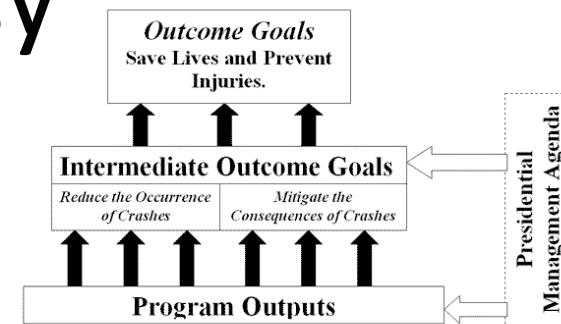 y
Outcome Goals
Save Lives and Prevent
Injuries.
Intermediate Outcome Goals
Reduce the Occurrence
of Crashes
Mitigate the
Consequences of Crashes
Program Outputs
Presidential
Management Agenda